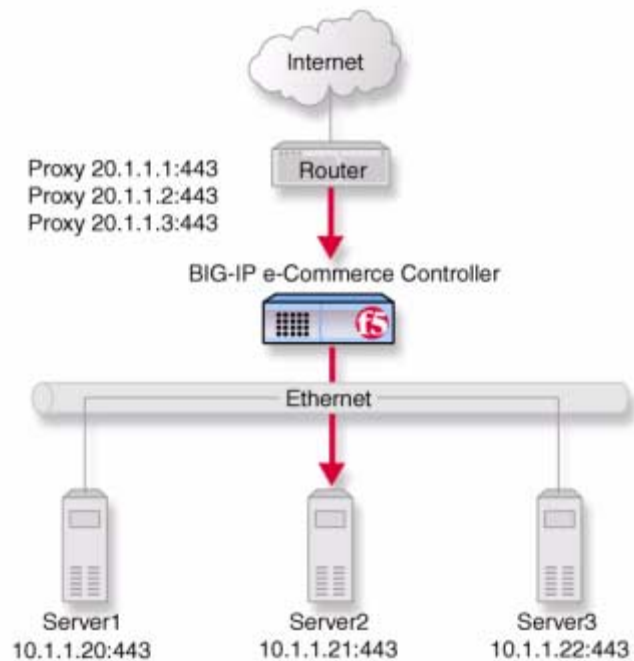 Internet
Proxy 20.1.1.1:443
Proxy 20.1.1.2:443
Proxy 20.1.1.3:443
Router
BIG-IP e-Commerce Controller
f5
Ethernet
Server1
10.1.1.20:443
Server2
10.1.1.21:443
Server3
10.1.1.22:443